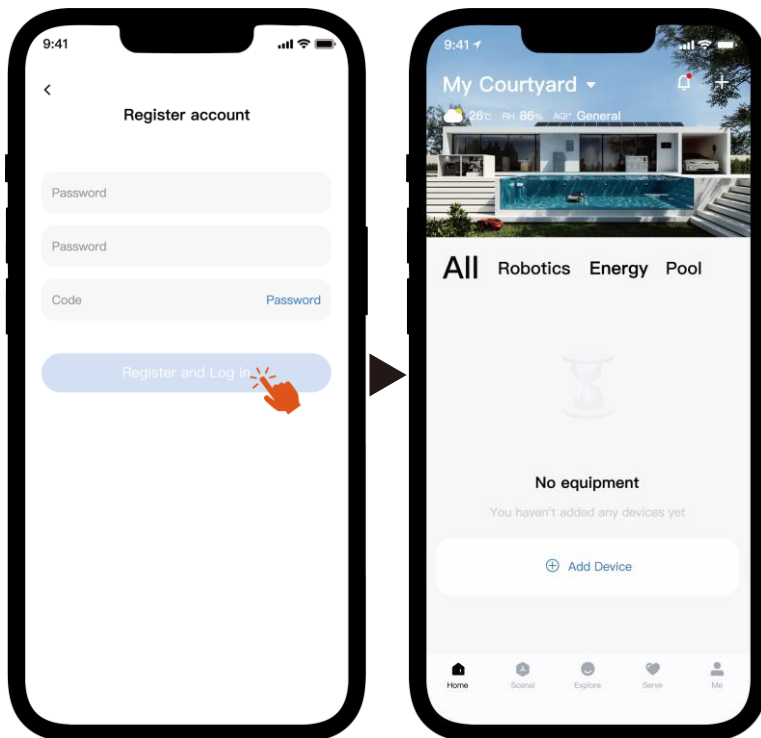 9:41
Register account
Password
Password
Code Password
Register and Log in
9:41
My Courtyard
26℃ RH 86% AQI* General
All Robotics Energy Pool
No equipment
You haven't added any devices yet
Add Device
Home Scenal Explore Serve Me